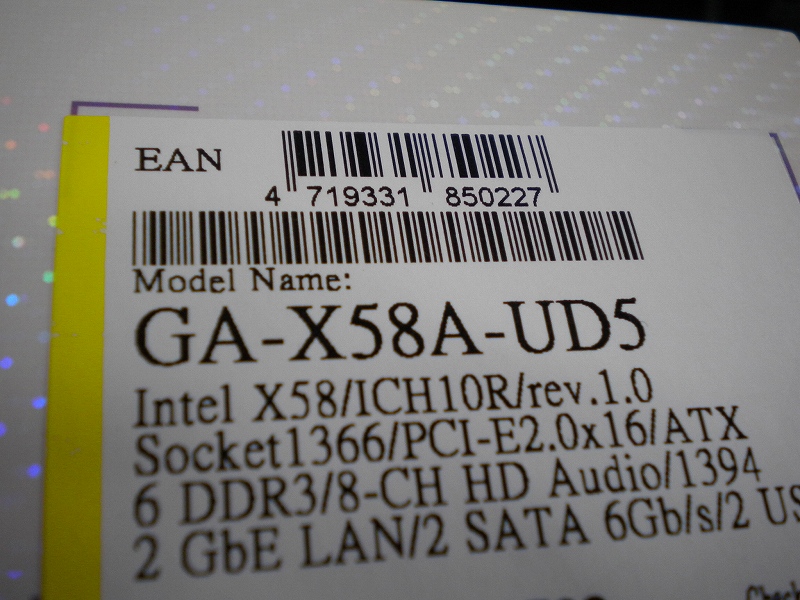 EAN
4 719331 850227
Model Name:
GA-X58A-UD5
Intel X58/ICH10R/rev.1.0
Socket1366/PCI-E2.0x16/ATX
6 DDR3/8-CH HD Audio/1394
2 GbE LAN/2 SATA 6Gb/s/2